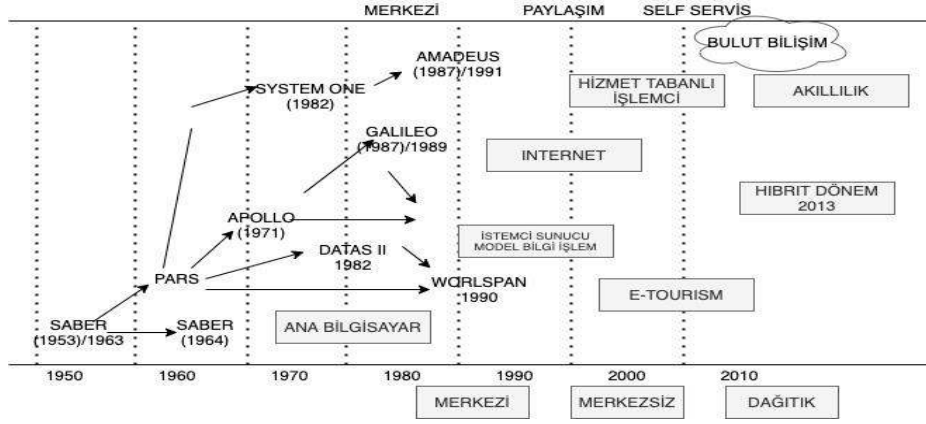 MERKEZİ PAYLAŞIM SELF SERVİS
BULUT BİLİŞİM
AMADEUS
(1987)/1991
SYSTEM ONE
(1982)
HİZMET TABANLI
İŞLEMCİ
AKILLILIK
GALILEO
(1987)/1989
INTERNET
HIBRIT DÖNEM
2013
APOLLO
(1971)
İSTEMCİ SUNUCU
MODEL BİLGİ İŞLEM
DATAS II
1982
PARS
WORLSPAN
1990
E-TOURISM
SABER
(1953)/1963
SABER
(1964)
ANA BİLGİSAYAR
1950 1960 1970 1980 1990 2000 2010
MERKEZİ MERKEZSİZ DAĞITIK